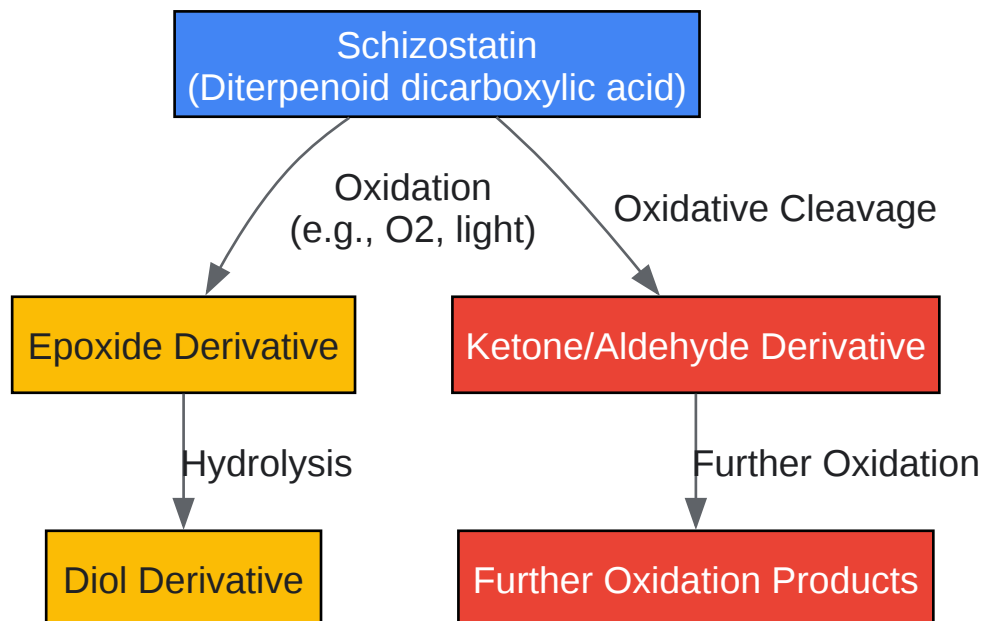 Schizostatin
(Diterpenoid dicarboxylic acid)
Oxidation
(e.g., O2, light)
Oxidative Cleavage
Epoxide Derivative
Ketone/Aldehyde Derivative
Hydrolysis
Further Oxidation
Diol Derivative
Further Oxidation Products